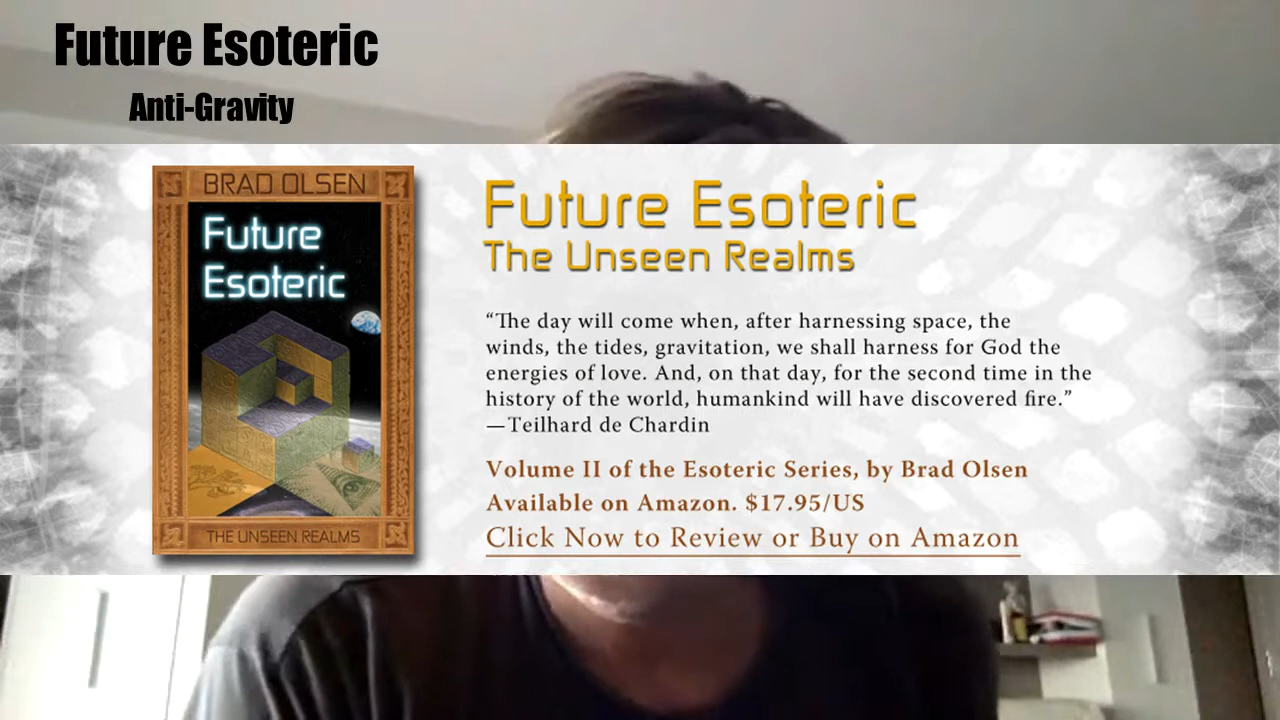 Future Esoteric
Anti-Gravity
BRAD OLSEN
Future
Esoteric
THE UNSEEN REALMS
Future Esoteric
The Unseen Realms
“The day will come when, after harnessing space, the
winds, the tides, gravitation, we shall harness for God the
energies of love. And, on that day, for the second time in the
history of the world, humankind will have discovered fire.”
—Teilhard de Chardin
Volume II of the Esoteric Series, by Brad Olsen
Available on Amazon. $17.95/US
Click Now to Review or Buy on Amazon